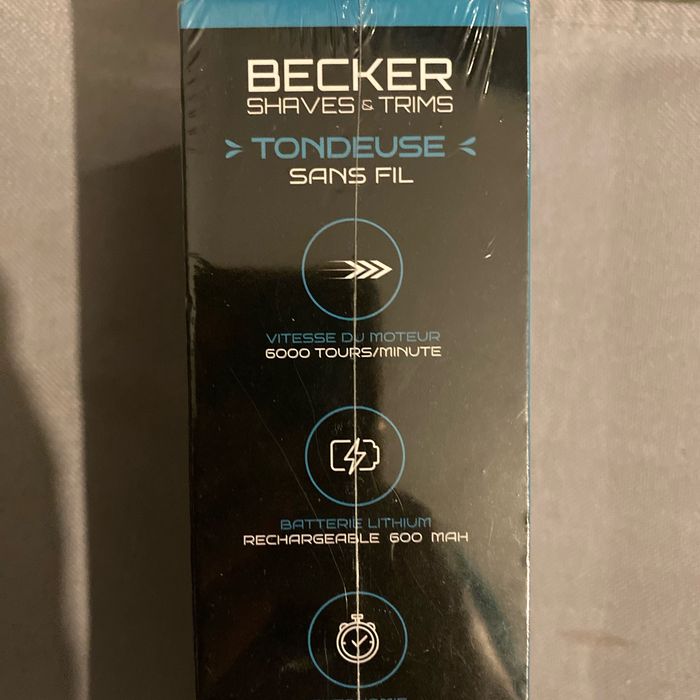 BECKER
SHAVES & TRIMS
TONDEUSE
SANS FIL
VITESSE DU MOTEUR
6000 TOURS/MINUTE
BATTERIE LITHIUM
RECHARGEABLE 600 MAH